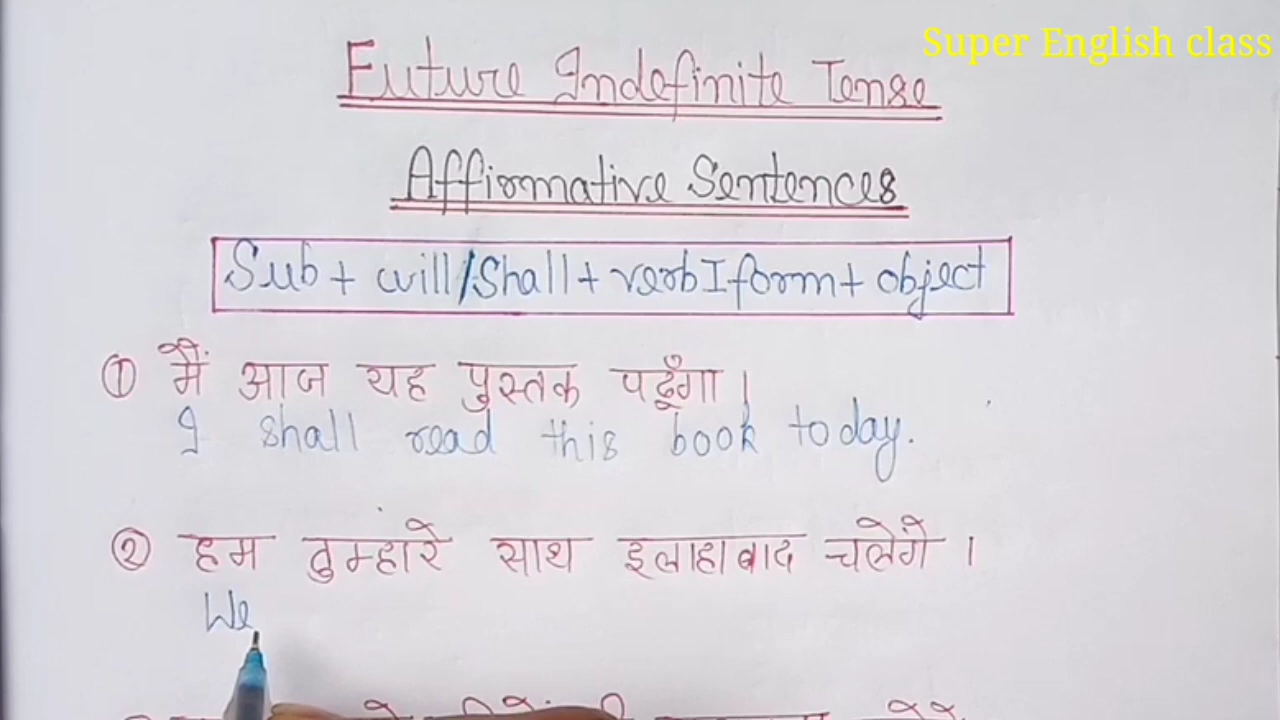 Super English class
Future Indefinite Tense
Affirmative Sentences
Sub + will/Shall + verb I form + object
① मैं आज यह पुस्तक पढूँगा ।
I shall read this book today.
② हम तुम्हारे साथ इलाहाबाद चलेगें ।
We